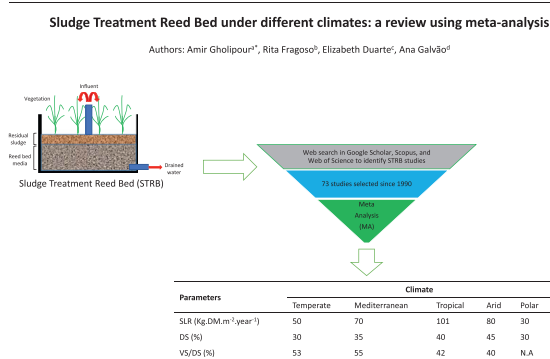 Sludge Treatment Reed Bed under different climates: a review using meta-analysis
Authors: Amir Gholipourᵃ*, Rita Fragosoᵇ, Elizabeth Duarteᶜ, Ana Galvãoᵈ
Influent
Vegetation
Residual
sludge
Reed bed
media
Drained
water
Sludge Treatment Reed Bed (STRB)
Web search in Google Scholar, Scopus, and
Web of Science to identify STRB studies
73 studies selected since 1990
Meta
Analysis
(MA)
Parameters
Climate
Temperate Mediterranean Tropical Arid Polar
SLR (Kg.DM.m⁻².year⁻¹) 50 70 101 80 30
DS (%) 30 35 40 45 30
VS/DS (%) 53 55 42 40 N.A